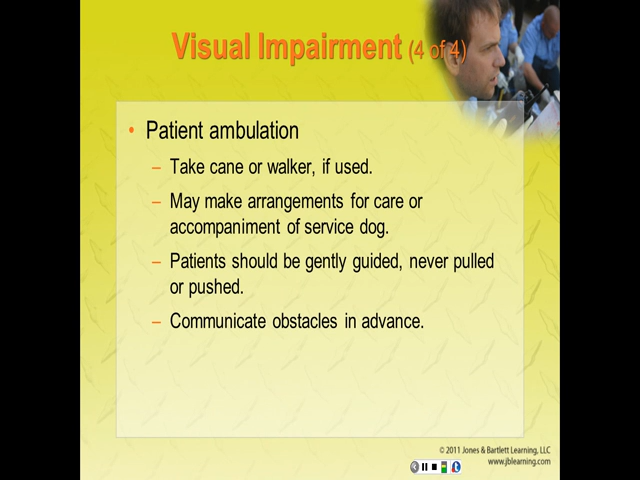 Visual Impairment (4 of 4)
• Patient ambulation
– Take cane or walker, if used.
– May make arrangements for care or
accompaniment of service dog.
– Patients should be gently guided, never pulled
or pushed.
– Communicate obstacles in advance.
© 2011 Jones & Bartlett Learning, LLC
www.jblearning.com